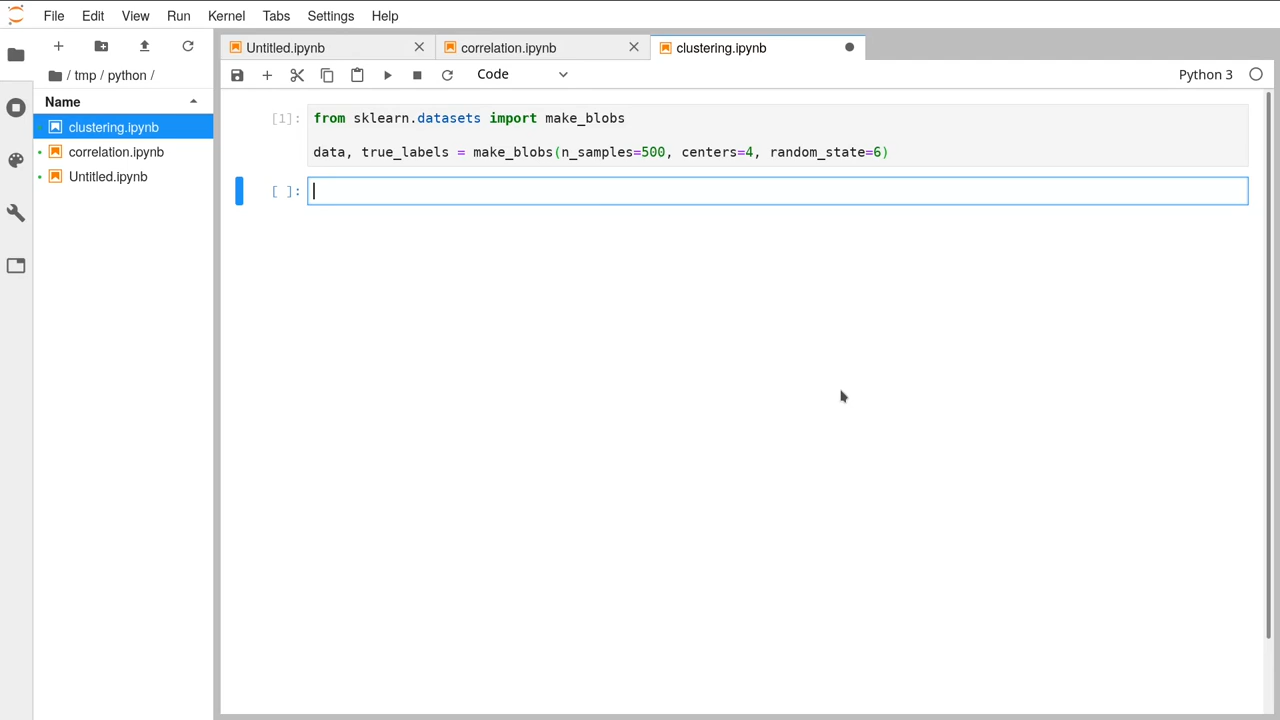 File Edit View Run Kernel Tabs Settings Help
Untitled.ipynb correlation.ipynb clustering.ipynb
/ tmp / python /
Code Python 3
Name
clustering.ipynb
correlation.ipynb
Untitled.ipynb
[1]: from sklearn.datasets import make_blobs
data, true_labels = make_blobs(n_samples=500, centers=4, random_state=6)
[ ]: